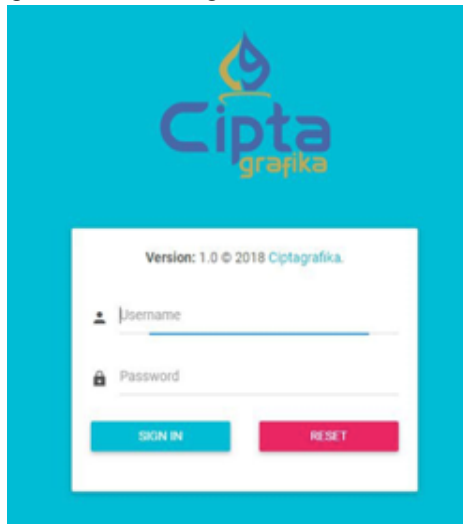 Cipta
grafika
Version: 1.0 © 2018 Ciptagrafika.
Username
Password
SIGN IN
RESET